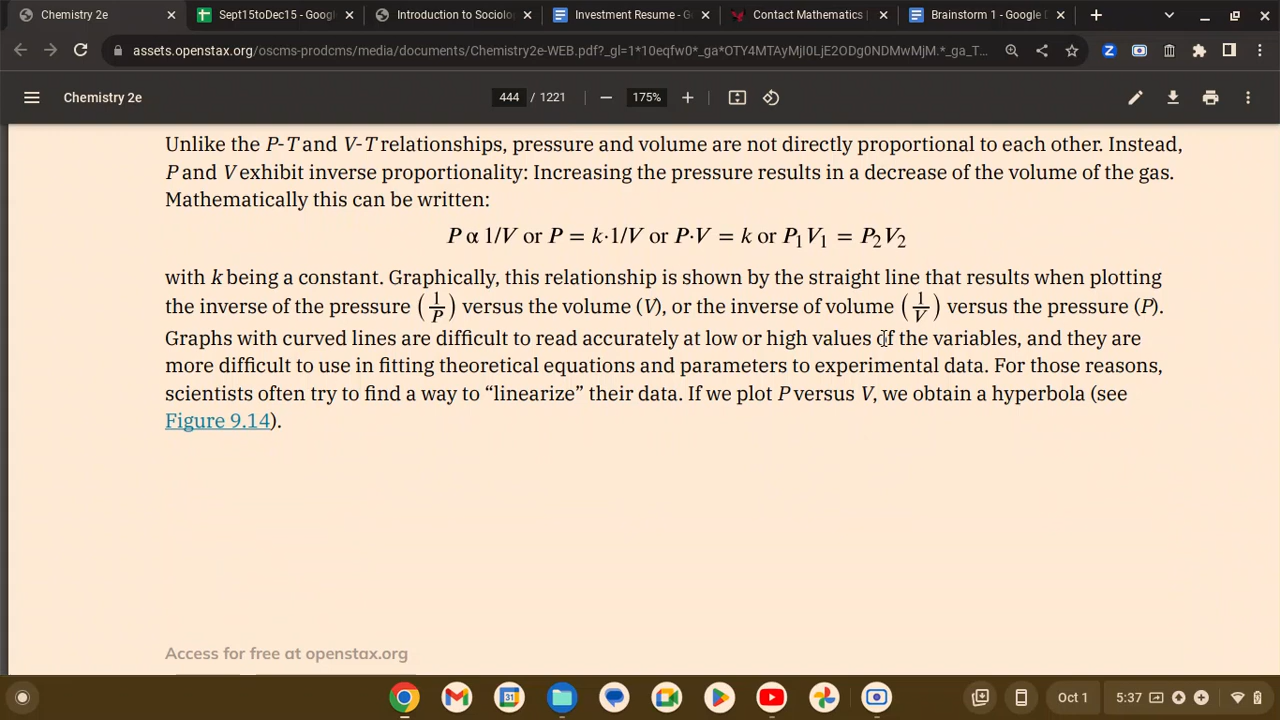 Chemistry 2e
Sept15toDec15 - Googl
Introduction to Sociolo
Investment Resume - G
Contact Mathematics |
Brainstorm 1 - Google D
assets.openstax.org/oscms-prodcms/media/documents/Chemistry2e-WEB.pdf?_gl=1*10eqfw0*_ga*OTY4MTAyMjI0LjE2ODg0NDMwMjM.*_ga_T...
Chemistry 2e
444 / 1221
175%
Unlike the P-T and V-T relationships, pressure and volume are not directly proportional to each other. Instead,
P and V exhibit inverse proportionality: Increasing the pressure results in a decrease of the volume of the gas.
Mathematically this can be written:
P α 1/V or P = k·1/V or P·V = k or P₁V₁ = P₂V₂
with k being a constant. Graphically, this relationship is shown by the straight line that results when plotting
the inverse of the pressure (1/P) versus the volume (V), or the inverse of volume (1/V) versus the pressure (P).
Graphs with curved lines are difficult to read accurately at low or high values of the variables, and they are
more difficult to use in fitting theoretical equations and parameters to experimental data. For those reasons,
scientists often try to find a way to “linearize” their data. If we plot P versus V, we obtain a hyperbola (see
Figure 9.14).
Access for free at openstax.org
Oct 1
5:37